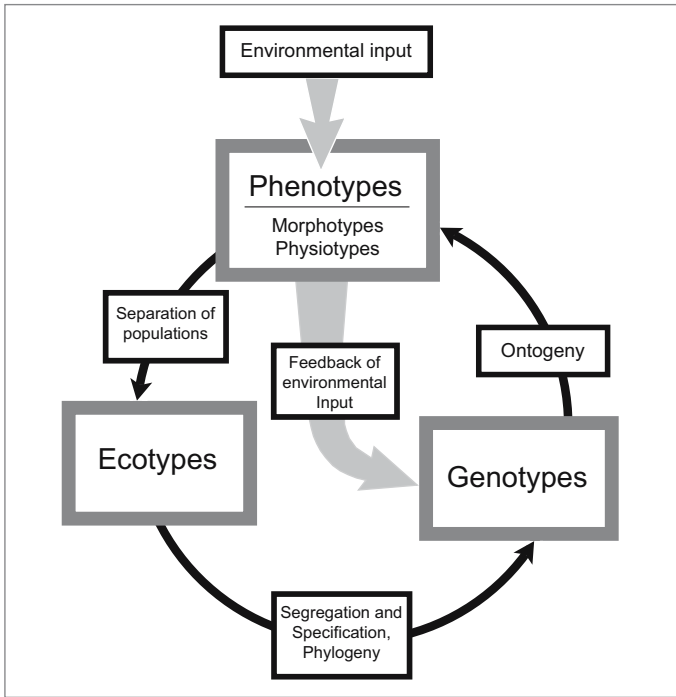 Environmental input
Phenotypes
Morphotypes
Physiotypes
Separation of
populations
Feedback of
environmental
Input
Ontogeny
Ecotypes
Genotypes
Segregation and
Specification,
Phylogeny